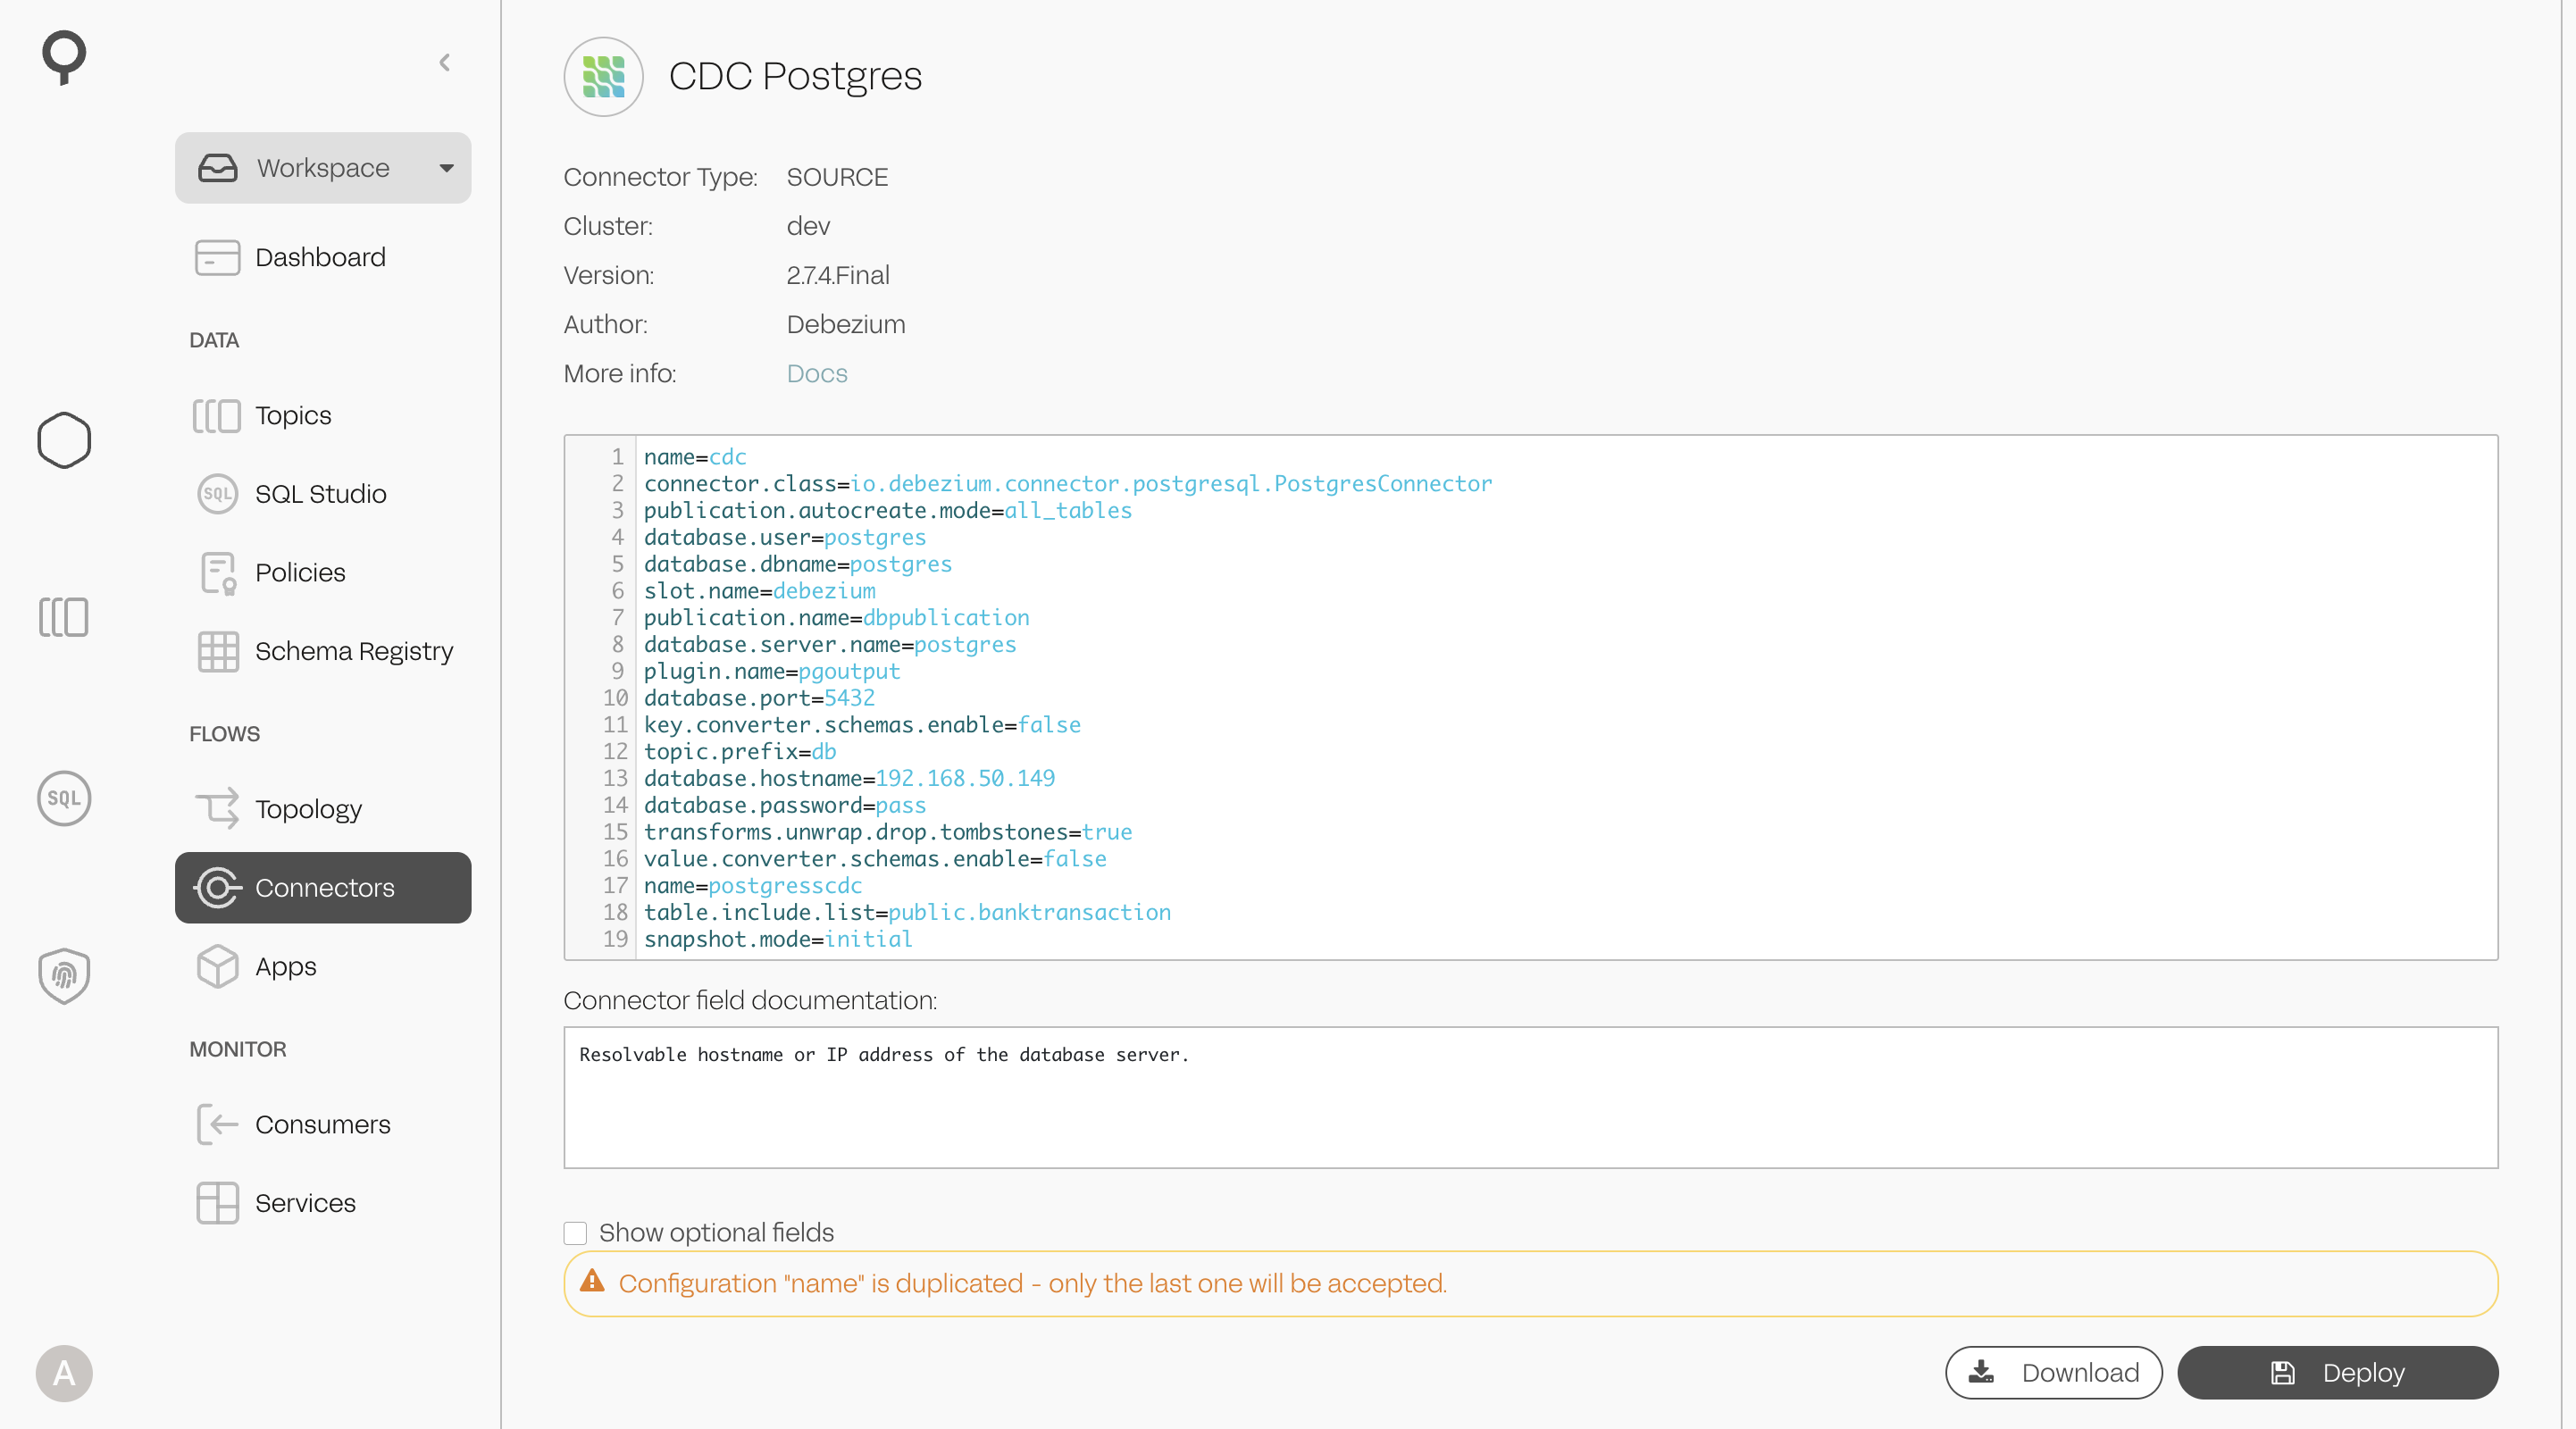 Workspace
Dashboard
DATA
Topics
SQL
SQL Studio
Policies
Schema Registry
FLOWS
Topology
SQL
Connectors
Apps
MONITOR
Consumers
Services
A
CDC Postgres
Connector Type: SOURCE
Cluster: dev
Version: 2.7.4.Final
Author: Debezium
More info: Docs
1 name=cdc
2 connector.class=io.debezium.connector.postgresql.PostgresConnector
3 publication.autocreate.mode=all_tables
4 database.user=postgres
5 database.dbname=postgres
6 slot.name=debezium
7 publication.name=dbpublication
8 database.server.name=postgres
9 plugin.name=pgoutput
10 database.port=5432
11 key.converter.schemas.enable=false
12 topic.prefix=db
13 database.hostname=192.168.50.149
14 database.password=pass
15 transforms.unwrap.drop.tombstones=true
16 value.converter.schemas.enable=false
17 name=postgresscdc
18 table.include.list=public.banktransaction
19 snapshot.mode=initial
Connector field documentation:
Resolvable hostname or IP address of the database server.
Show optional fields
Configuration "name" is duplicated - only the last one will be accepted.
Download
Deploy